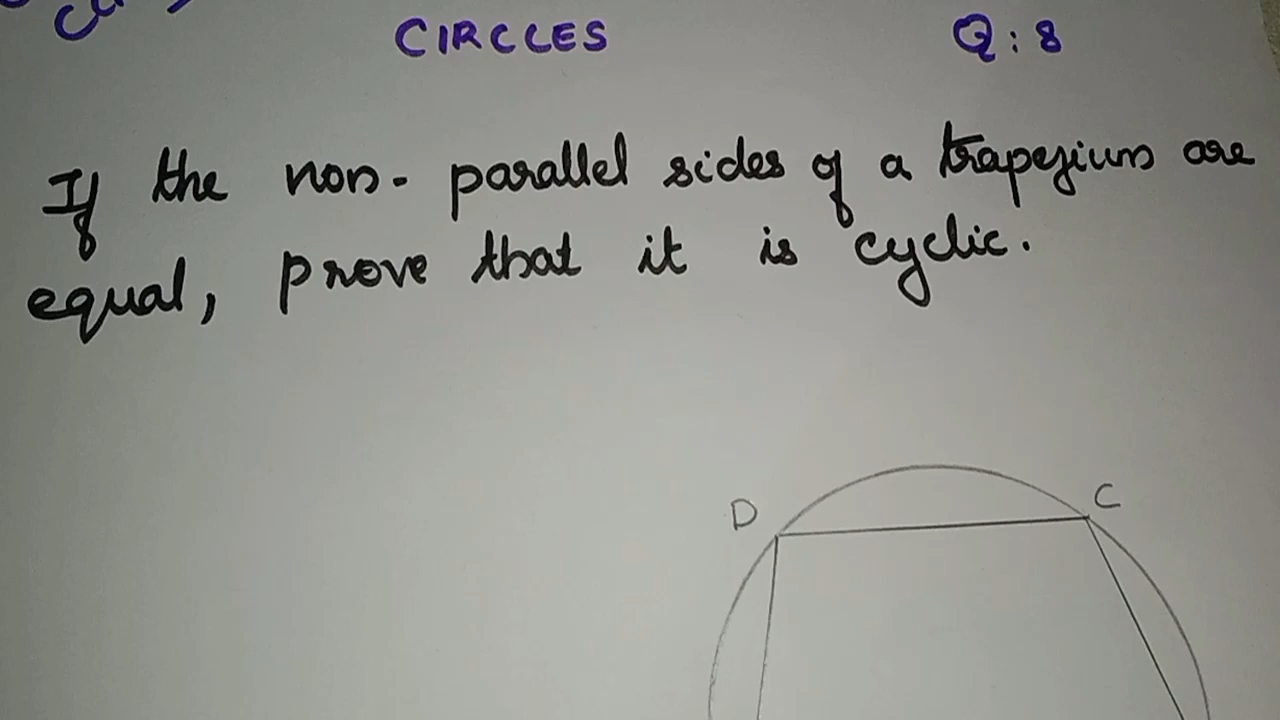 CIRCLES Q: 8
If the non- parallel sides of a trapezium are
equal, prove that it is cyclic.
D C